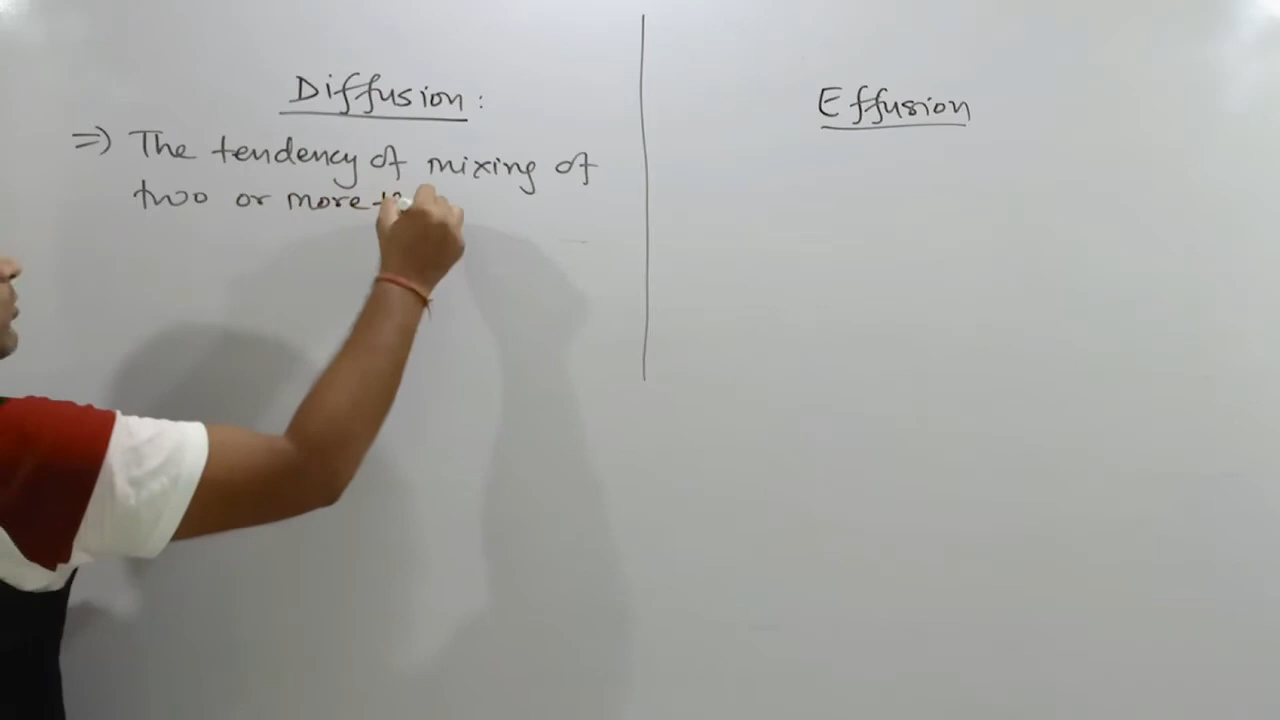 Diffusion:
=) The tendency of mixing of
two or more
Effusion